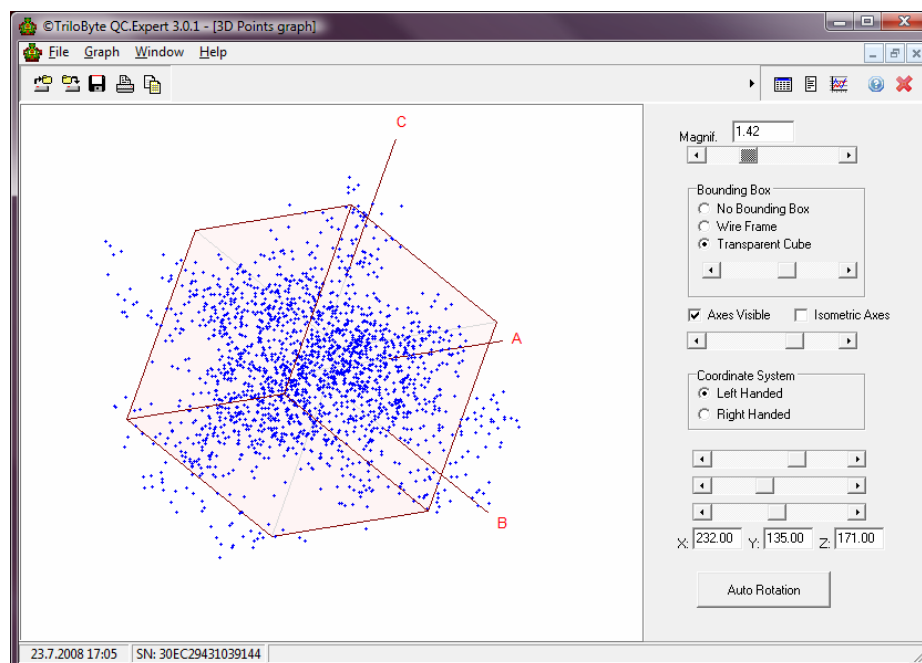 ©TriloByte QC.Expert 3.0.1 - [3D Points graph]
File Graph Window Help
C
A
B
Magnif. 1.42
Bounding Box
No Bounding Box
Wire Frame
Transparent Cube
Axes Visible Isometric Axes
Coordinate System
Left Handed
Right Handed
X: 232.00 Y: 135.00 Z: 171.00
Auto Rotation
23.7.2008 17:05 SN: 30EC29431039144